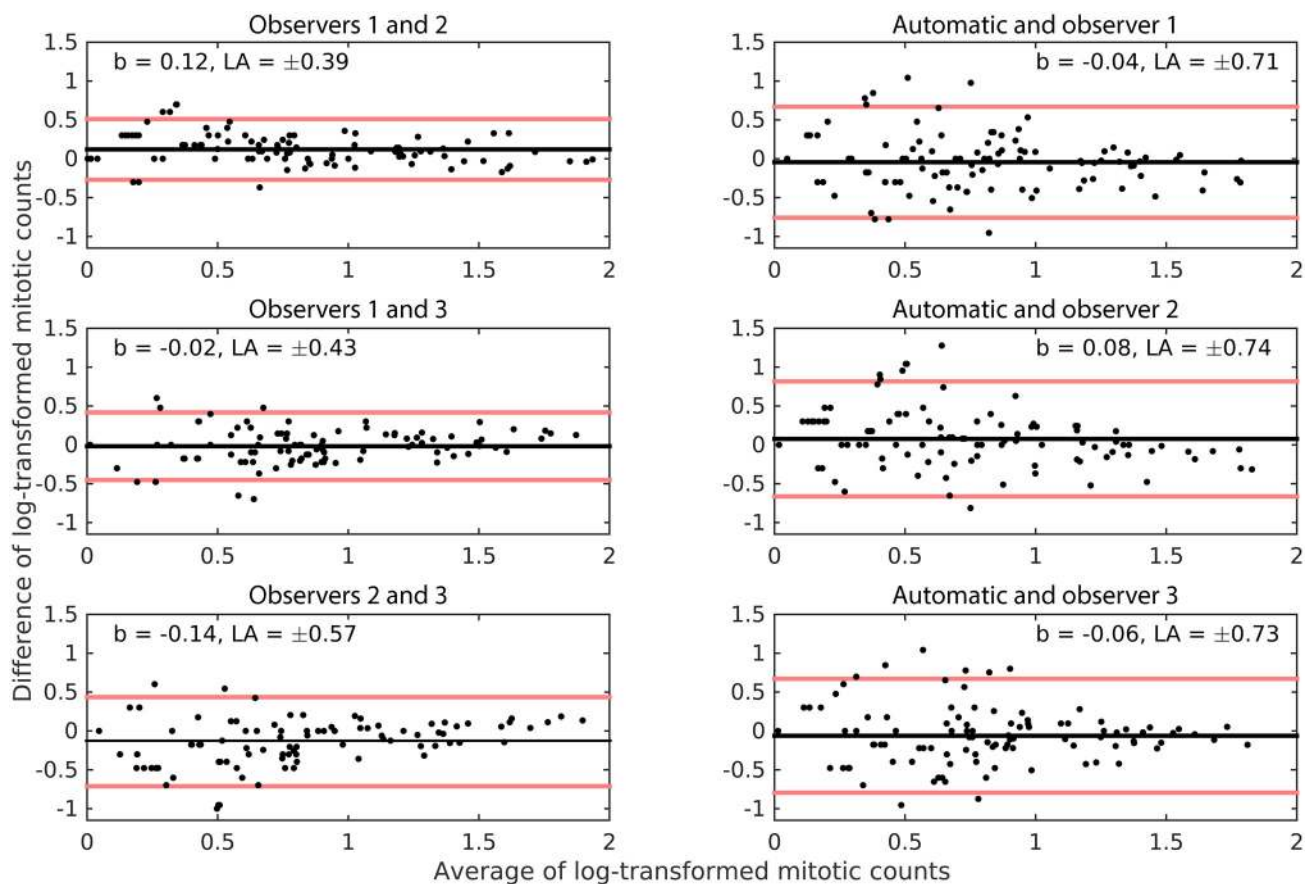 Difference of log-transformed mitotic counts
Observers 1 and 2
b = 0.12, LA = ±0.39
1.5
1
0.5
0
-0.5
-1
0 0.5 1 1.5 2
Automatic and observer 1
b = -0.04, LA = ±0.71
1.5
1
0.5
0
-0.5
-1
0 0.5 1 1.5 2
Observers 1 and 3
b = -0.02, LA = ±0.43
1.5
1
0.5
0
-0.5
-1
0 0.5 1 1.5 2
Automatic and observer 2
b = 0.08, LA = ±0.74
1.5
1
0.5
0
-0.5
-1
0 0.5 1 1.5 2
Observers 2 and 3
b = -0.14, LA = ±0.57
1.5
1
0.5
0
-0.5
-1
0 0.5 1 1.5 2
Automatic and observer 3
b = -0.06, LA = ±0.73
1.5
1
0.5
0
-0.5
-1
0 0.5 1 1.5 2
Average of log-transformed mitotic counts